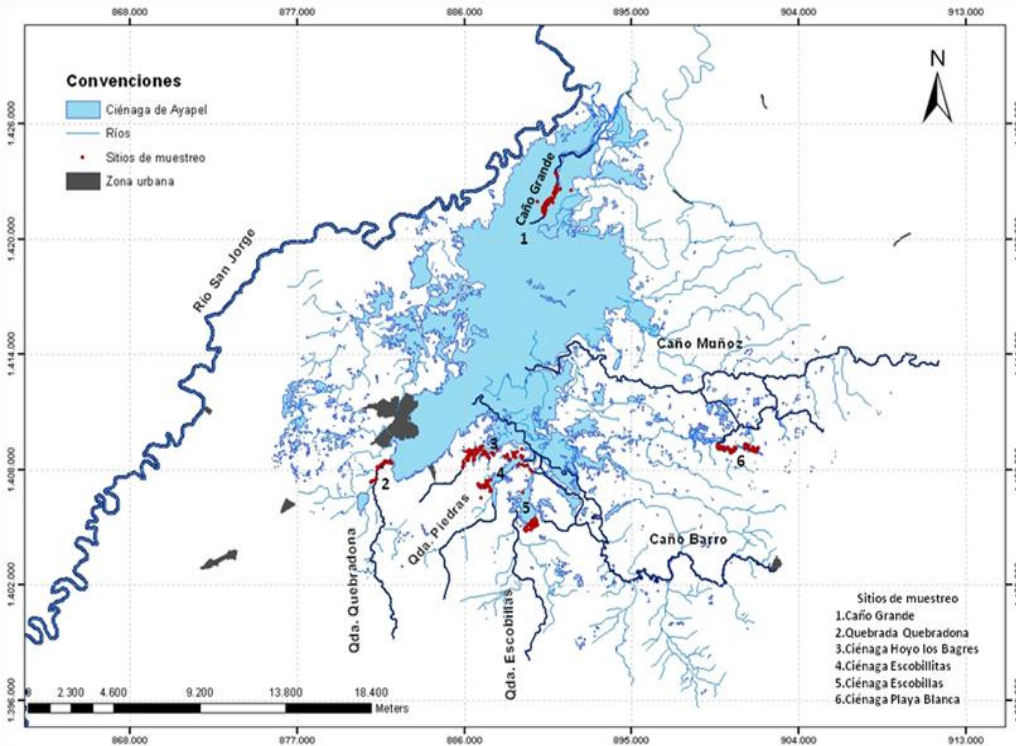 868.000 877.000 886.000 895.000 904.000 913.000
N
Convenciones
Ciénaga de Ayapel
Ríos
Sitios de muestreo
Zona urbana
1.426.000
1.420.000
1.414.000
1.408.000
1.402.000
1.396.000
Caño Grande
1
Río San Jorge
Caño Muñoz
3
2
4
6
5
Qda. Piedras
Caño Barro
Qda. Quebradona
Qda. Escobillas
Sitios de muestreo
1.Caño Grande
2.Quebrada Quebradona
3.Ciénaga Hoyo los Bagres
4.Ciénaga Escobillitas
5.Ciénaga Escobillas
6.Ciénaga Playa Blanca
0 2.300 4.600 9.200 13.800 18.400
Meters
868.000 877.000 886.000 895.000 904.000 913.000